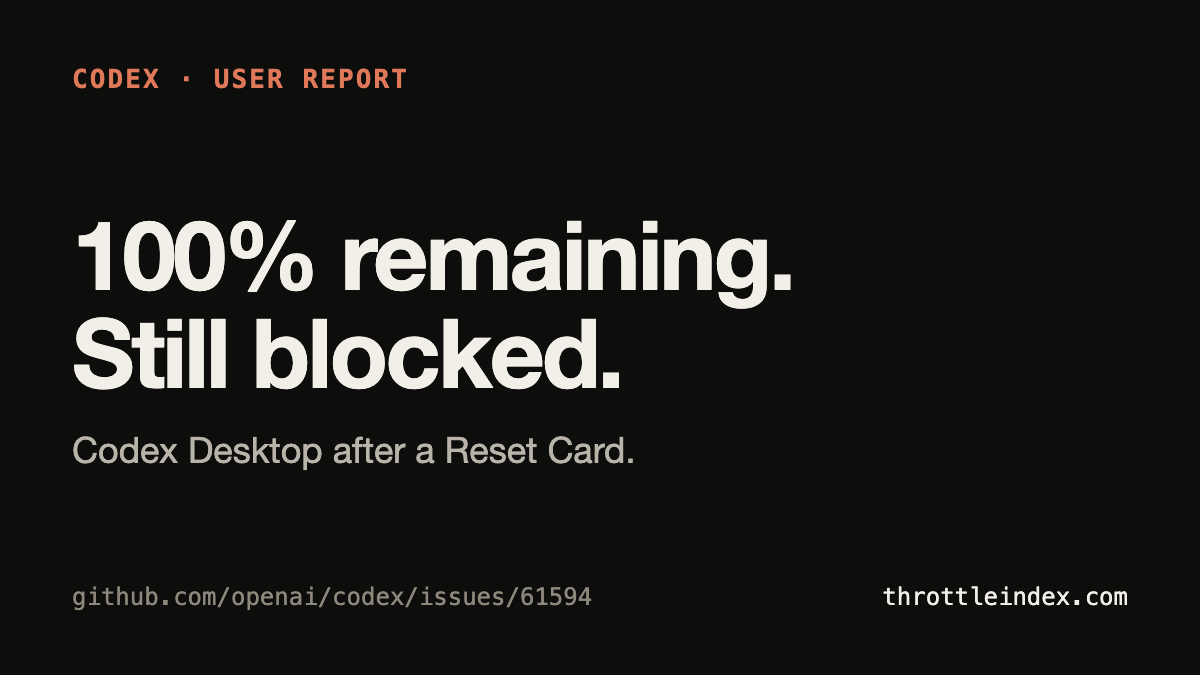 CODEX · USER REPORT
100% remaining.
Still blocked.
Codex Desktop after a Reset Card.
github.com/openai/codex/issues/61594
throttleindex.com